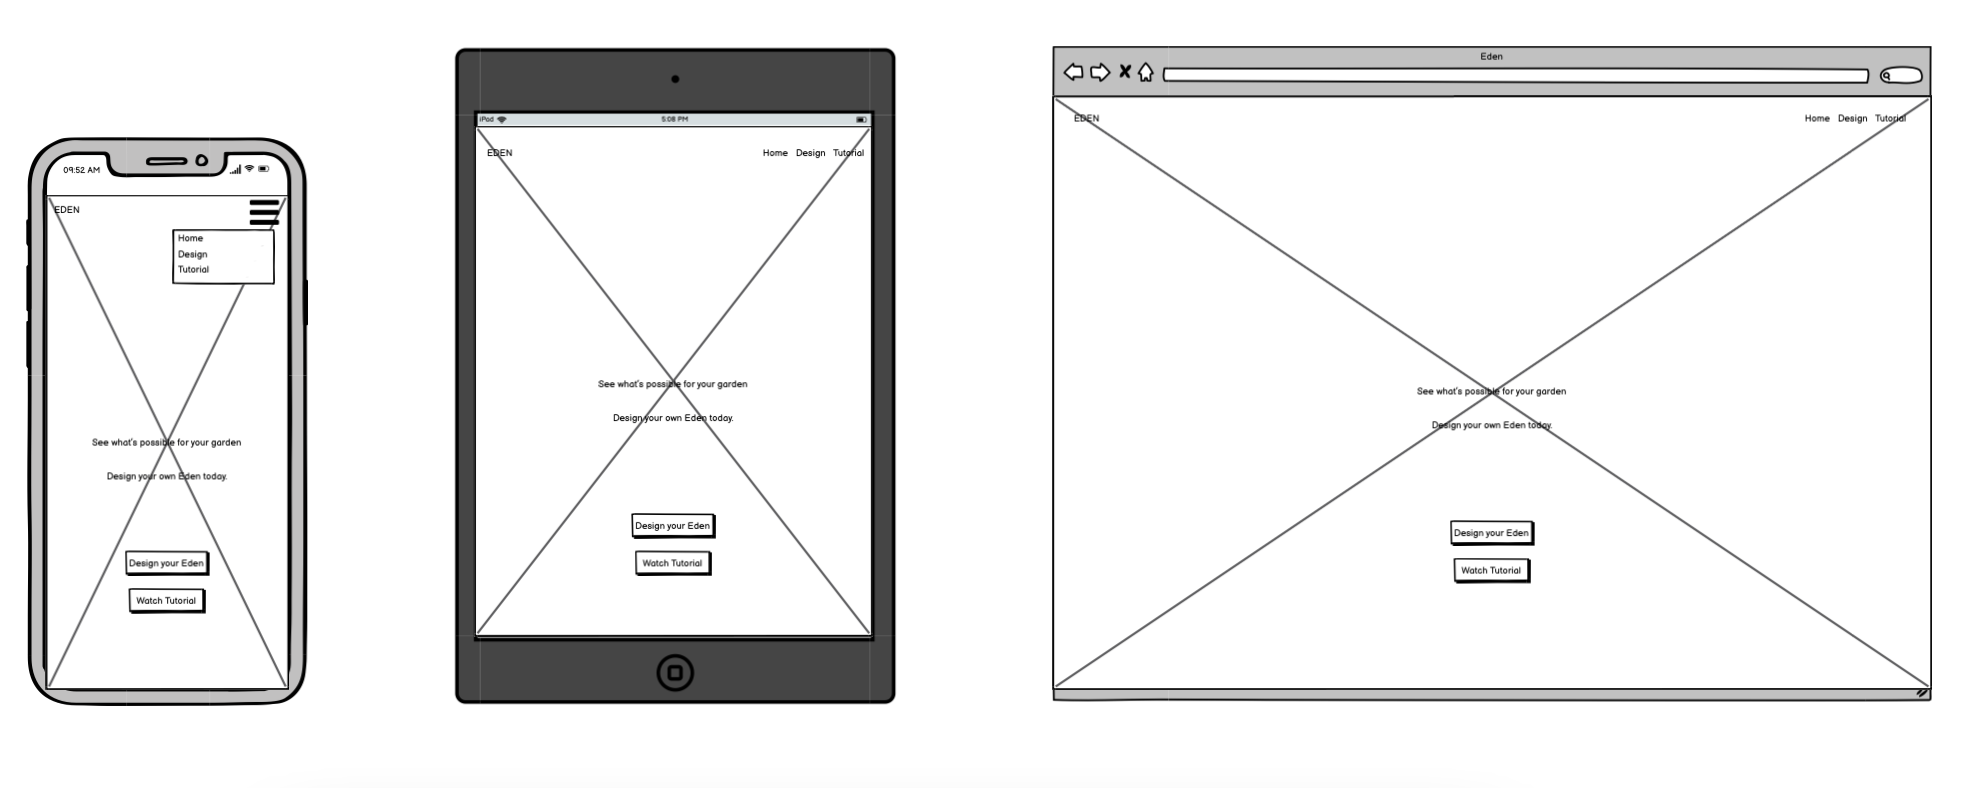 09:52 AM
EDEN
Home
Design
Tutorial
See what's possible for your garden
Design your own Eden today.
Design your Eden
Watch Tutorial
iPad 5:08 PM
EDEN Home Design Tutorial
See what's possible for your garden
Design your own Eden today.
Design your Eden
Watch Tutorial
Eden
EDEN Home Design Tutorial
See what's possible for your garden
Design your own Eden today.
Design your Eden
Watch Tutorial